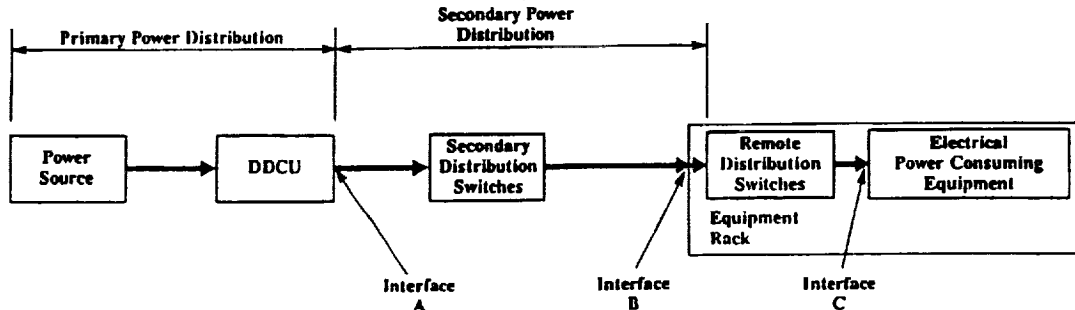 Secondary Power
Distribution
Primary Power Distribution
Power
Source
DDCU
Secondary
Distribution
Switches
Remote
Distribution
Switches
Electrical
Power Consuming
Equipment
Equipment
Rack
Interface
A
Interface
B
Interface
C